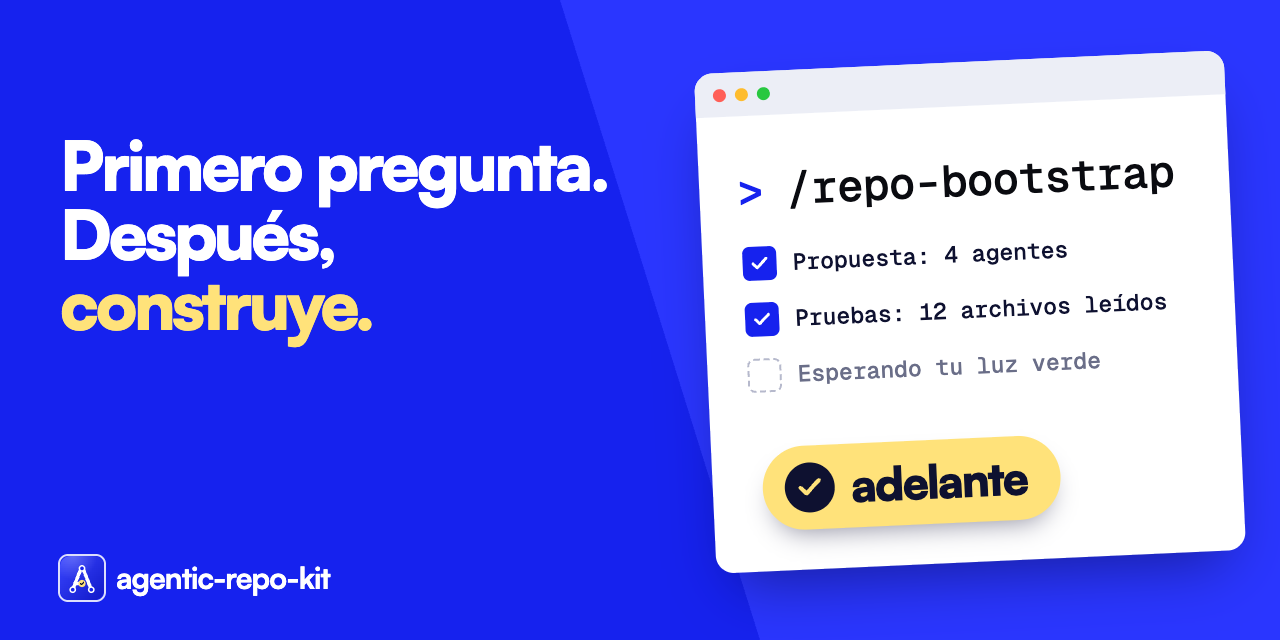 Primero pregunta.
Después,
construye.
> /repo-bootstrap
Propuesta: 4 agentes
Pruebas: 12 archivos leídos
Esperando tu luz verde
adelante
agentic-repo-kit